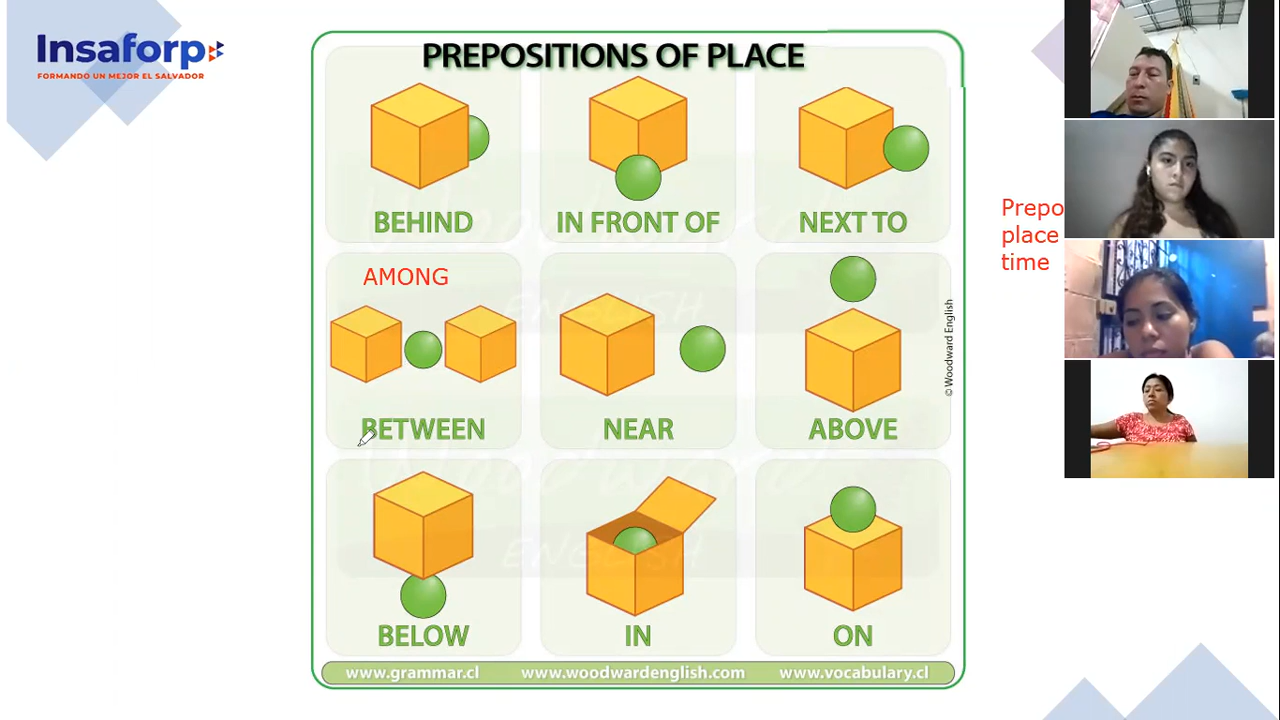 Insaforp
FORMANDO UN MEJOR EL SALVADOR
PREPOSITIONS OF PLACE
BEHIND
IN FRONT OF
NEXT TO
AMONG
BETWEEN
NEAR
ABOVE
© Woodward English
BELOW
IN
ON
www.grammar.cl
www.woodwardenglish.com
www.vocabulary.cl
Prepo
place
time